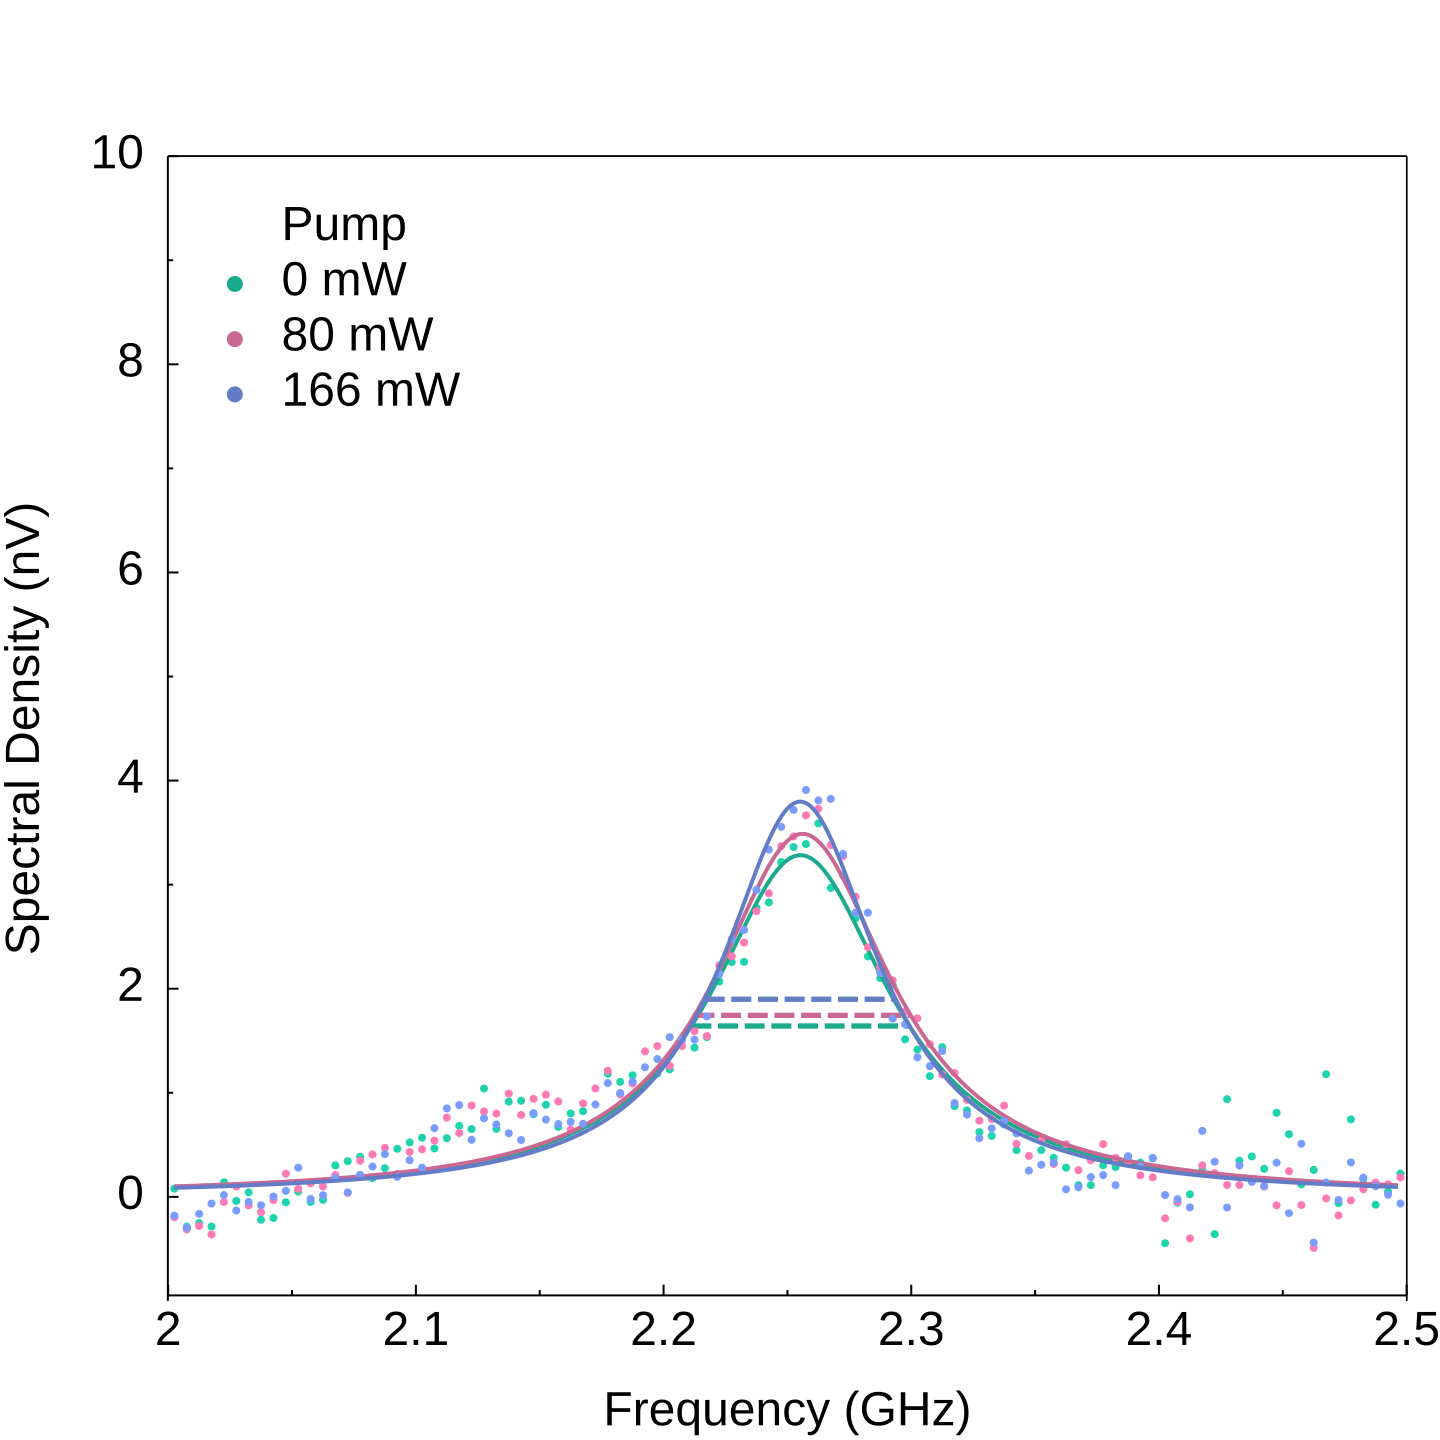 10
8
6
4
2
0
Spectral Density (nV)
Pump
0 mW
80 mW
166 mW
2 2.1 2.2 2.3 2.4 2.5
Frequency (GHz)